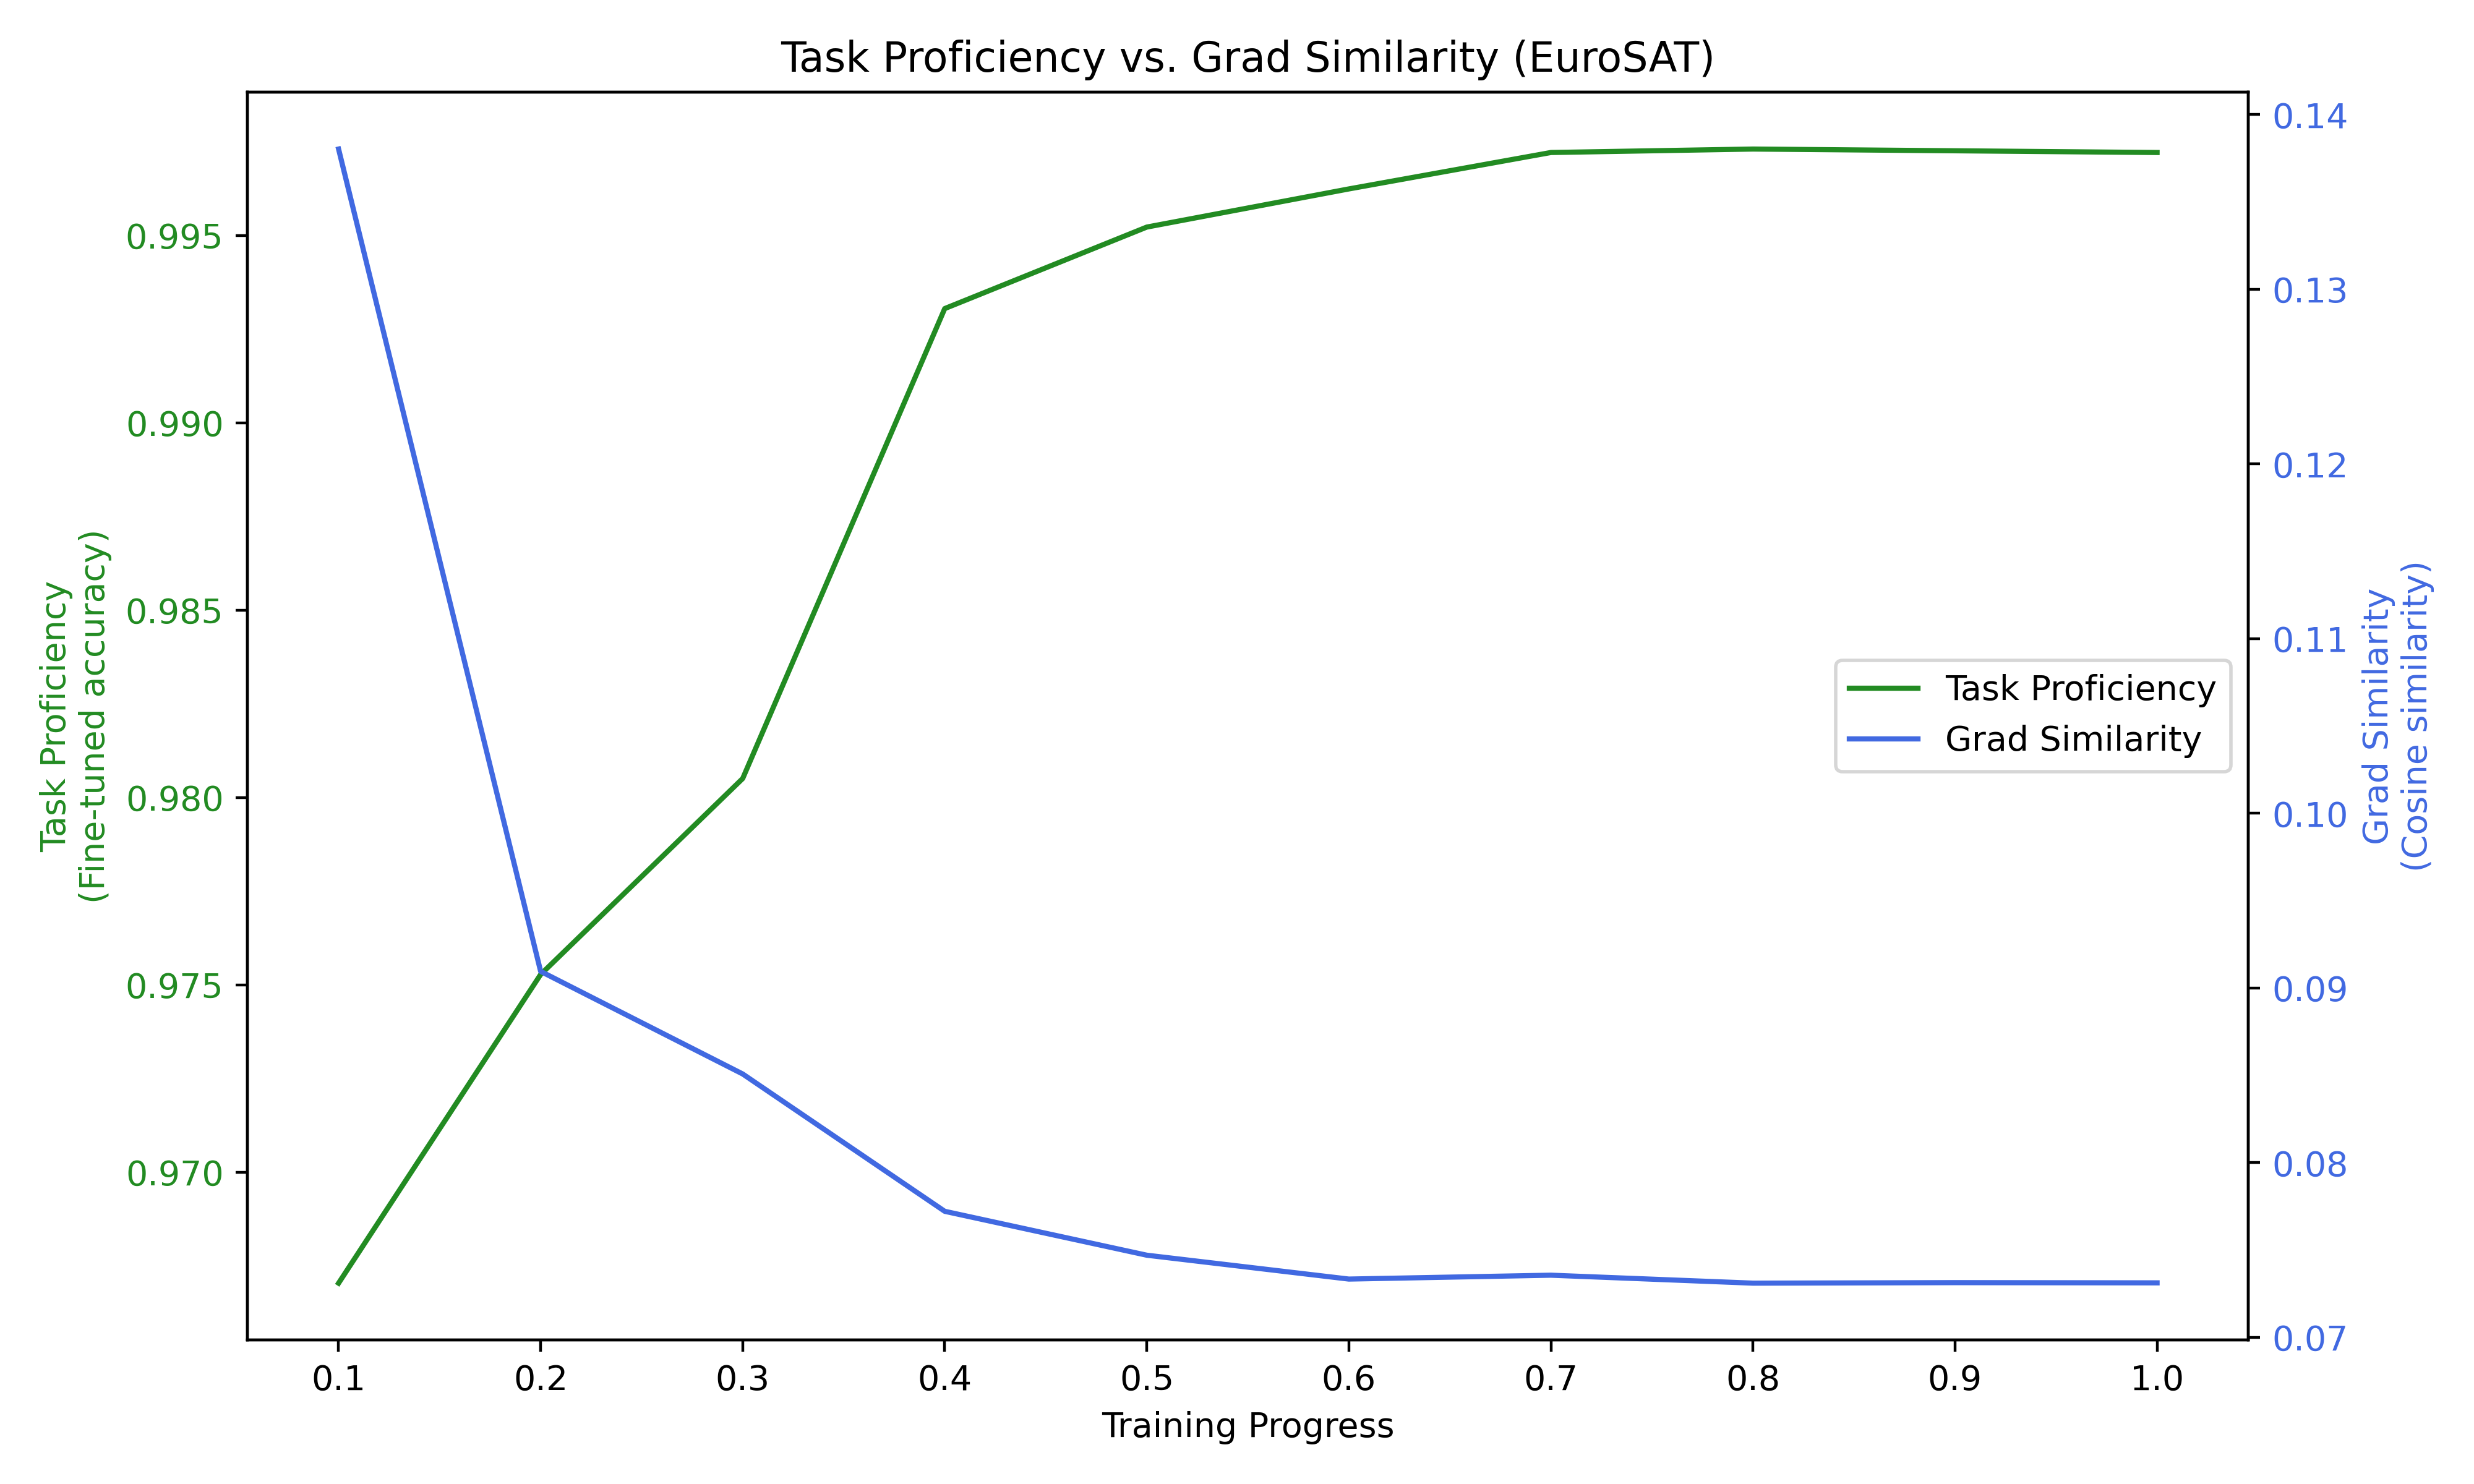 Task Proficiency vs. Grad Similarity (EuroSAT)
0.995
0.990
0.985
0.980
0.975
0.970
Task Proficiency
(Fine-tuned accuracy)
0.14
0.13
0.12
0.11
0.10
0.09
0.08
0.07
Grad Similarity
(Cosine similarity)
Task Proficiency
Grad Similarity
0.1 0.2 0.3 0.4 0.5 0.6 0.7 0.8 0.9 1.0
Training Progress